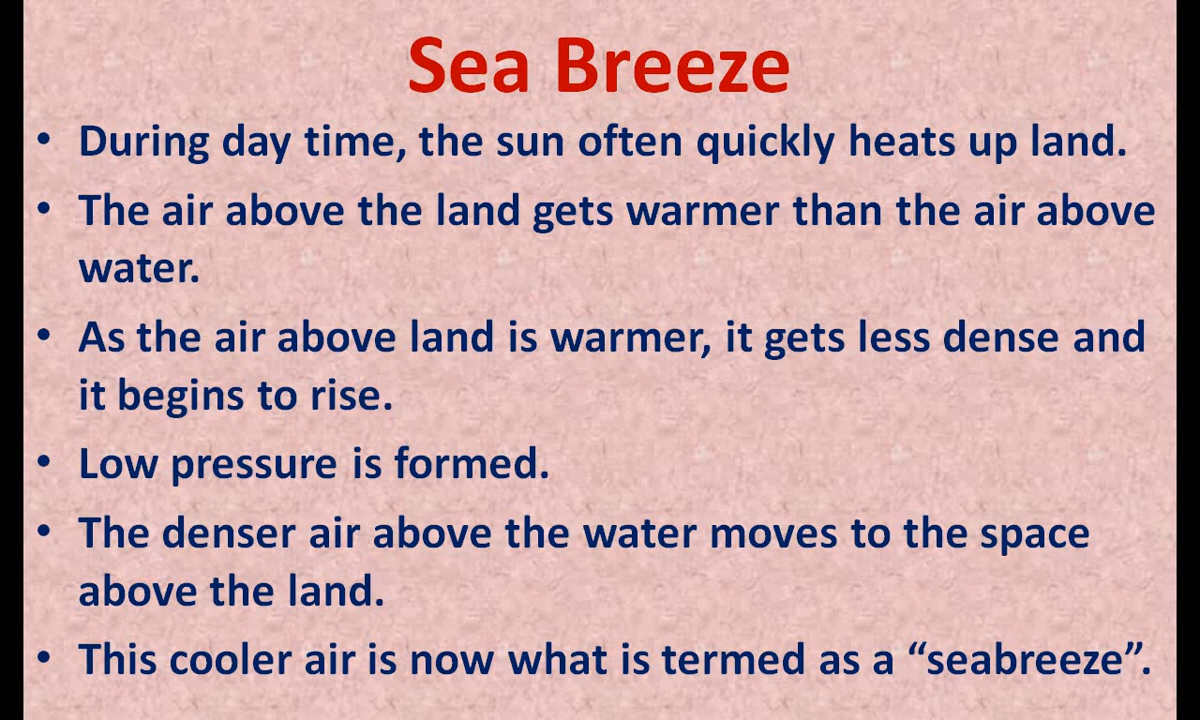 Sea Breeze
• During day time, the sun often quickly heats up land.
• The air above the land gets warmer than the air above
water.
• As the air above land is warmer, it gets less dense and
it begins to rise.
• Low pressure is formed.
• The denser air above the water moves to the space
above the land.
• This cooler air is now what is termed as a “seabreeze”.